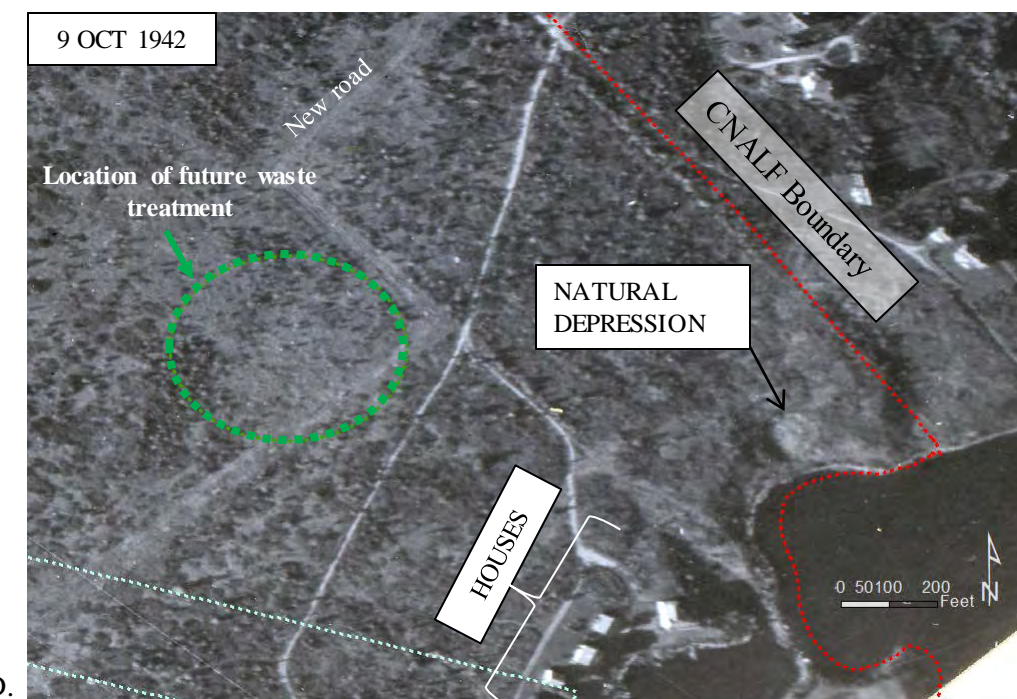 9 OCT 1942
New road
Location of future waste
treatment
CNALF Boundary
NATURAL
DEPRESSION
HOUSES
0 50100 200
Feet
N